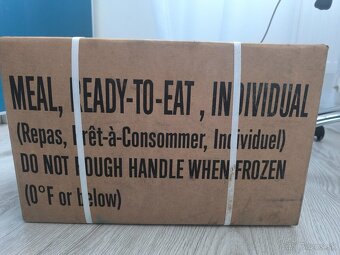 MEAL, READY-TO-EAT , INDIVIDUAL
(Repas, Prêt-à-Consommer, Individuel)
DO NOT ROUGH HANDLE WHEN FROZEN
(0°F or below)